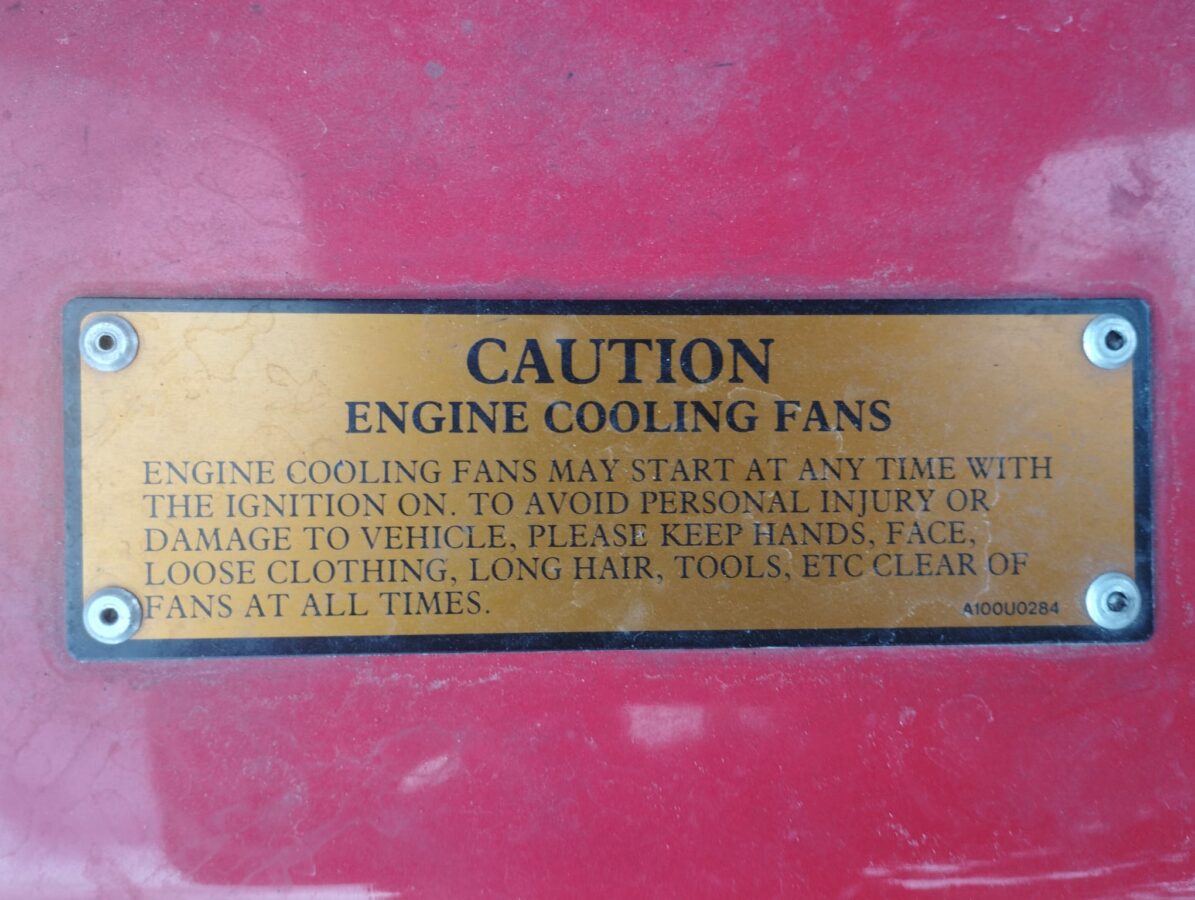 CAUTION
ENGINE COOLING FANS
ENGINE COOLING FANS MAY START AT ANY TIME WITH
THE IGNITION ON. TO AVOID PERSONAL INJURY OR
DAMAGE TO VEHICLE, PLEASE KEEP HANDS, FACE,
LOOSE CLOTHING, LONG HAIR, TOOLS, ETC CLEAR OF
FANS AT ALL TIMES.
A100U0284